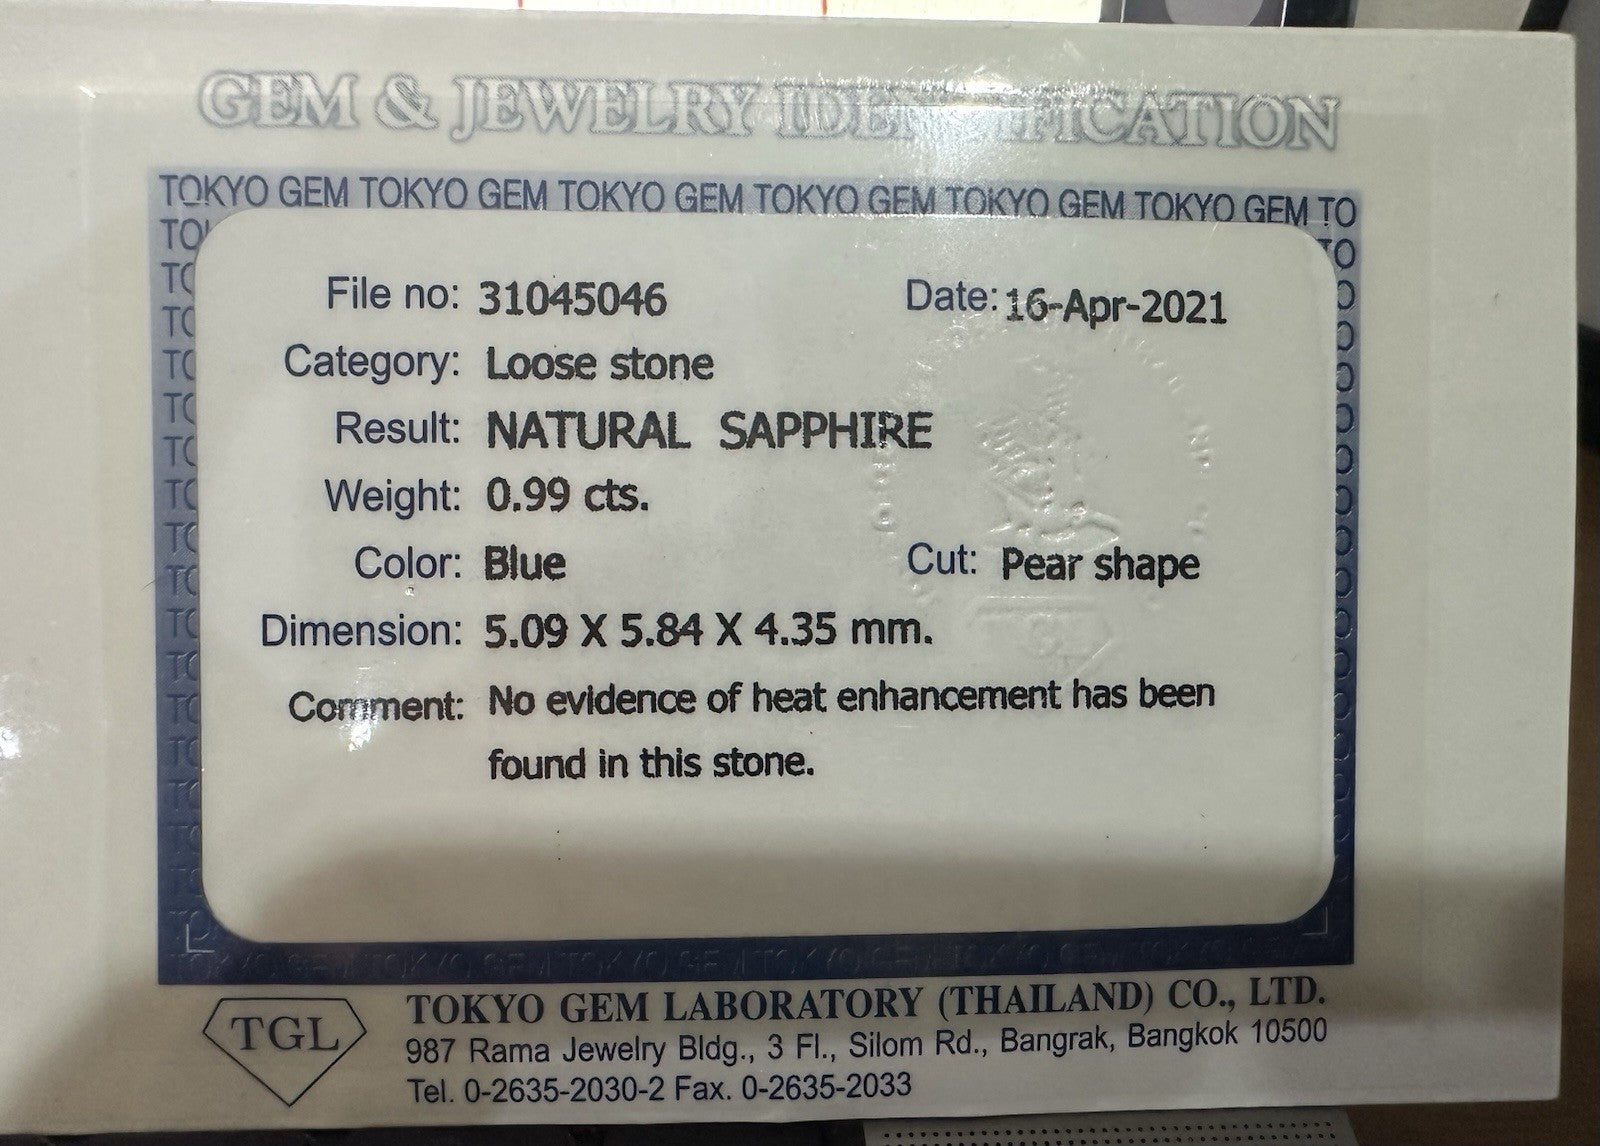 GEM & JEWELRY IDENTIFICATION
TOKYO GEM TOKYO GEM TOKYO GEM TOKYO GEM TOKYO GEM TOKYO GEM TO
File no: 31045046 Date: 16-Apr-2021
Category: Loose stone
Result: NATURAL SAPPHIRE
Weight: 0.99 cts.
Color: Blue Cut: Pear shape
Dimension: 5.09 X 5.84 X 4.35 mm.
Comment: No evidence of heat enhancement has been
found in this stone.
TGL
TOKYO GEM LABORATORY (THAILAND) CO., LTD.
987 Rama Jewelry Bldg., 3 Fl., Silom Rd., Bangrak, Bangkok 10500
Tel. 0-2635-2030-2 Fax. 0-2635-2033